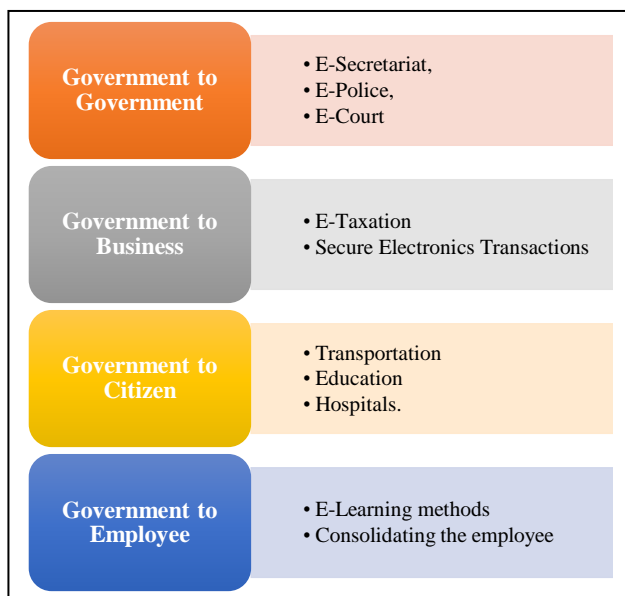 Government to
Government
• E-Secretariat,
• E-Police,
• E-Court
Government to
Business
• E-Taxation
• Secure Electronics Transactions
Government to
Citizen
• Transportation
• Education
• Hospitals.
Government to
Employee
• E-Learning methods
• Consolidating the employee